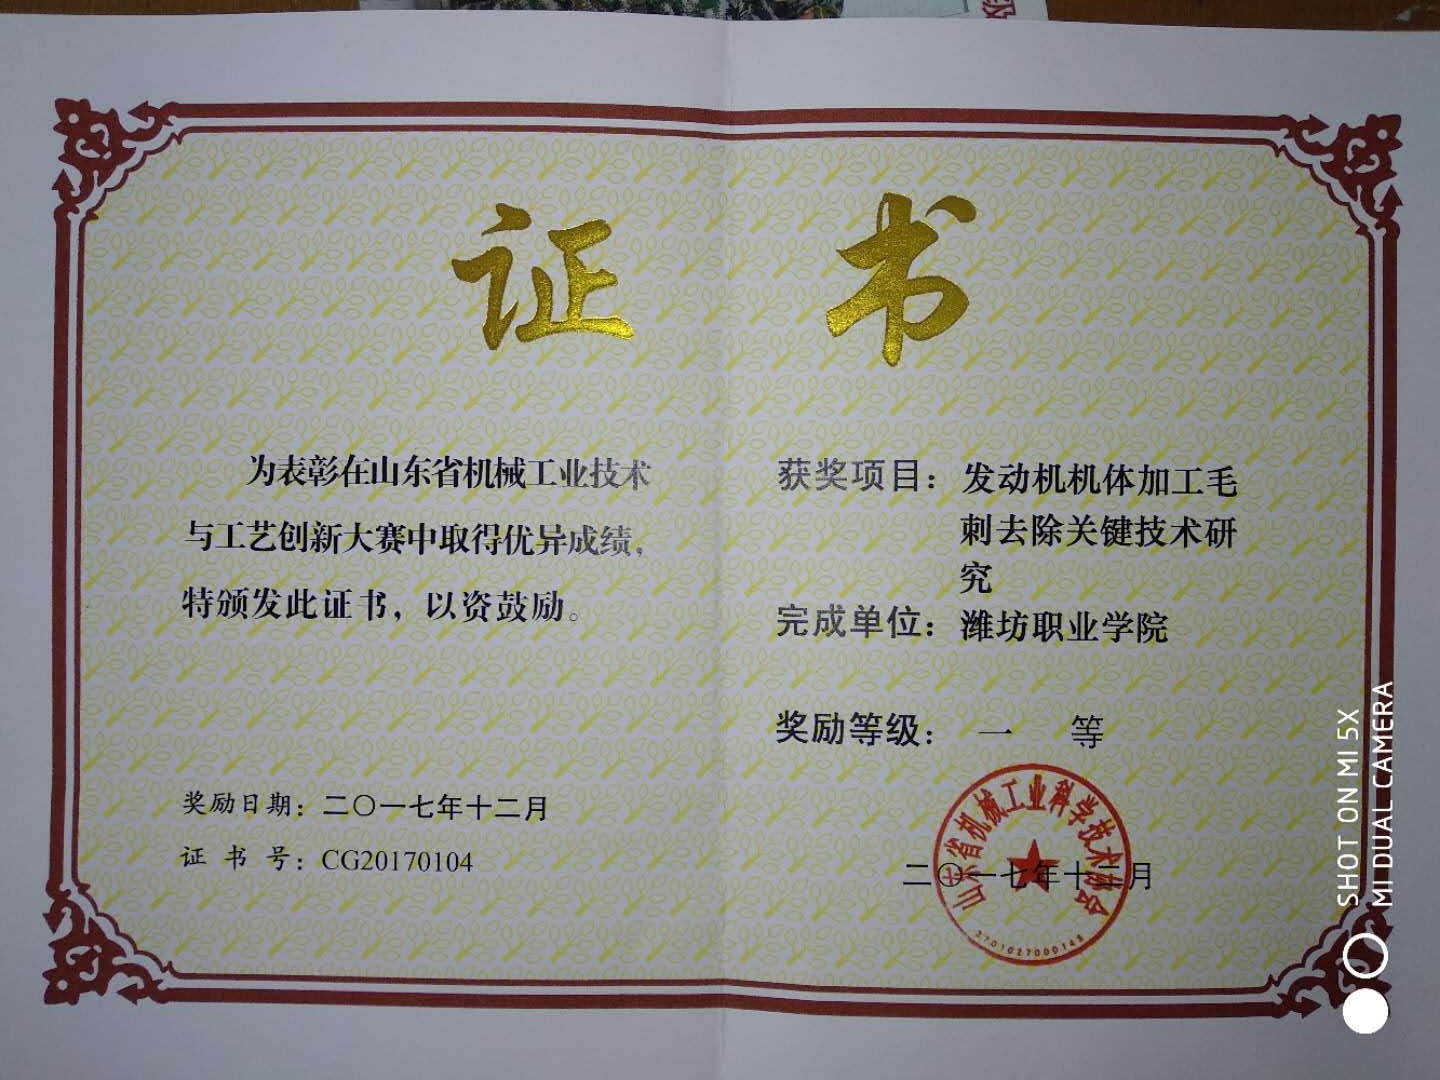 证 书
为表彰在山东省机械工业技术
与工艺创新大赛中取得优异成绩，
特颁发此证书，以资鼓励。
奖励日期：二〇一七年十二月
证 书 号：CG20170104
获奖项目：发动机机体加工毛
刺去除关键技术研
究
完成单位：潍坊职业学院
奖励等级：一 等
山东省机械工业科学技术协会
二〇一七年十二月
3701027000148
SHOT ON MI 5X
MI DUAL CAMERA